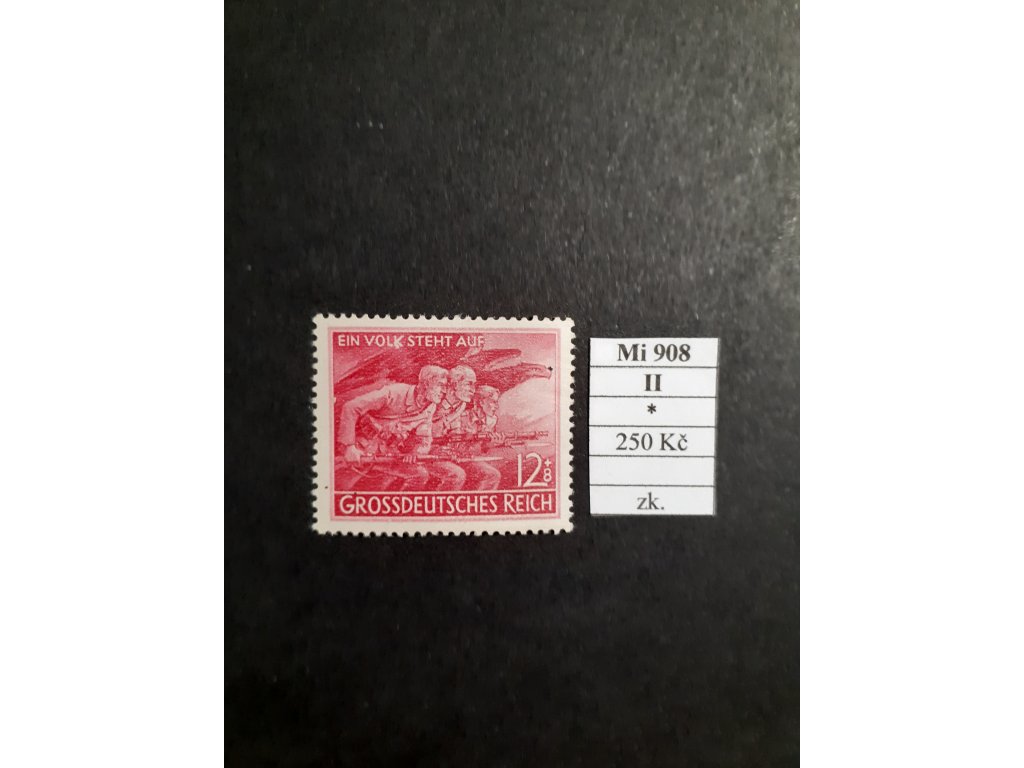 EIN VOLK STEHT AUF
12+8
GROSSDEUTSCHES REICH
Mi 908
II
*
250 Kč
zk.